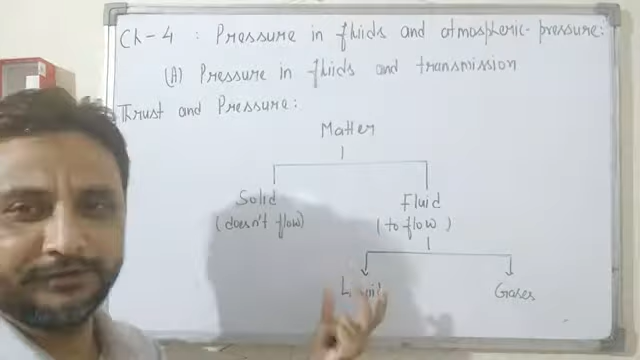 Ch-4 : Pressure in fluids and atmospheric-pressure:
(A) Pressure in fluids and transmission
Thrust and Pressure:
Matter
Solid Fluid
(doesn't flow) (to flow)
Gases